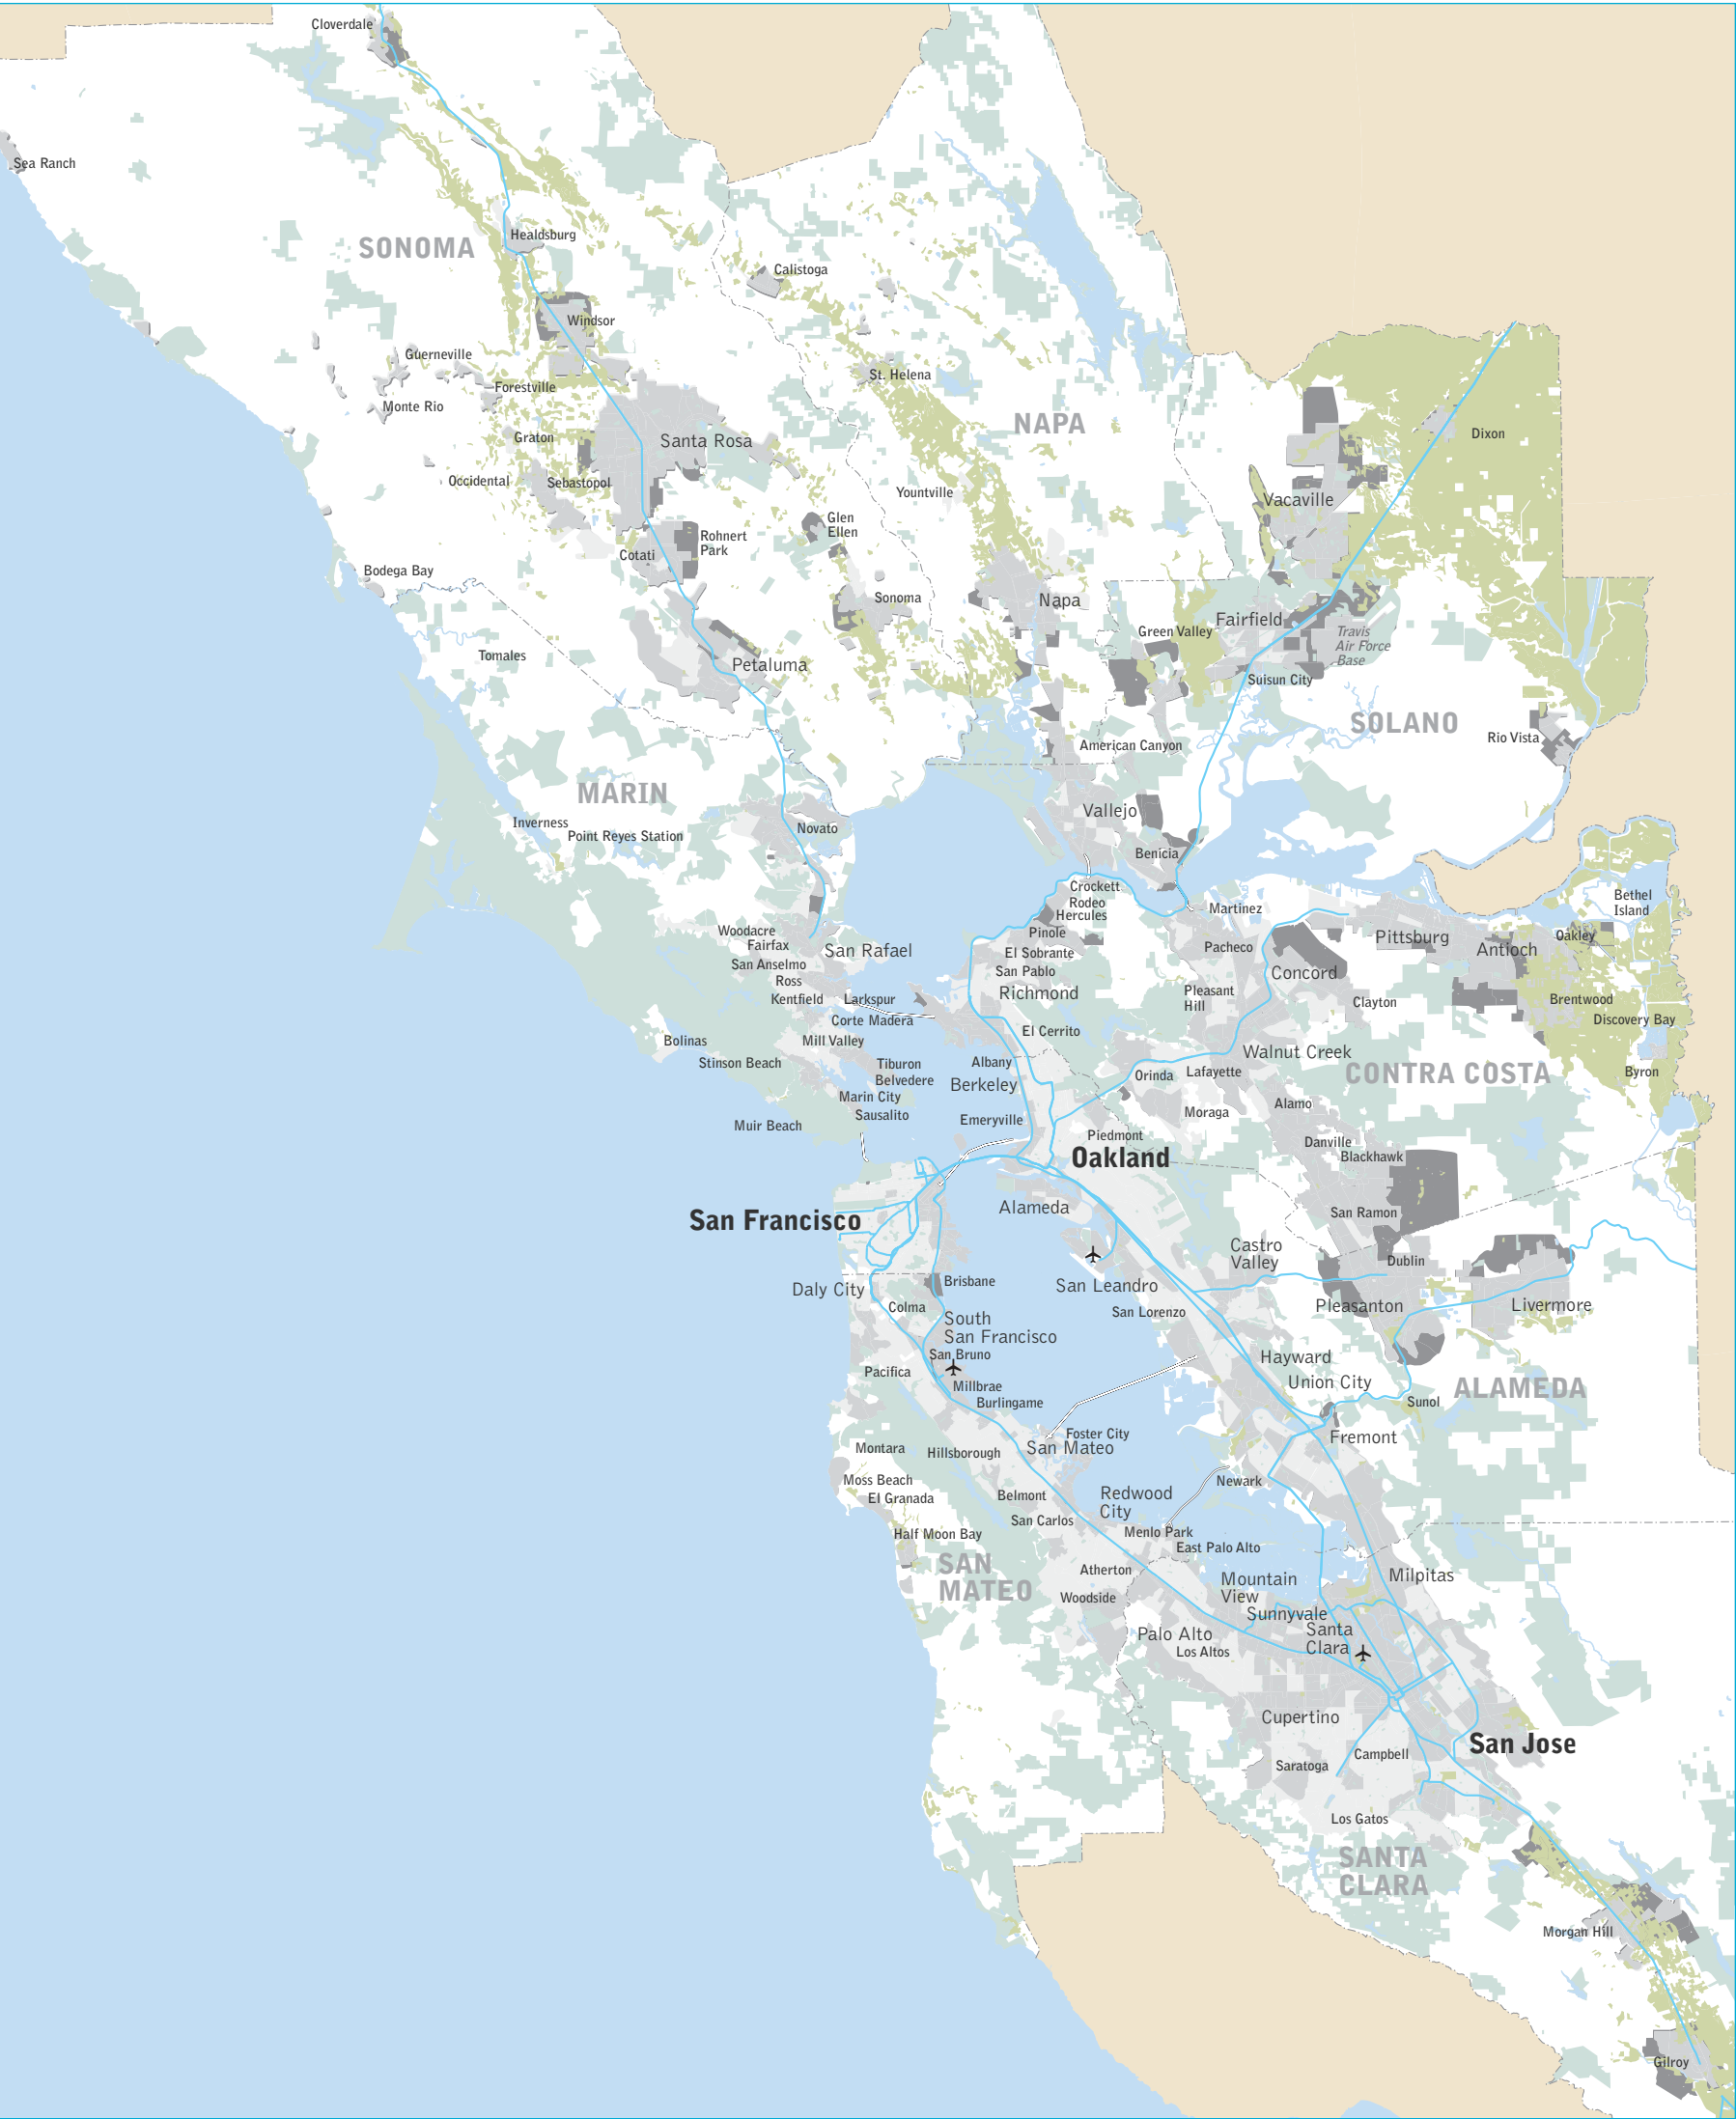 Cloverdale
Sea Ranch
SONOMA
Healdsburg
Calistoga
Windsor
Guerneville
St. Helena
Forestville
Monte Rio
NAPA
Graton
Santa Rosa
Dixon
Occidental
Sebastopol
Yountville
Vacaville
Glen
Ellen
Rohnert
Park
Cotati
Bodega Bay
Sonoma
Napa
Fairfield
Green Valley
Travis
Air Force
Base
Tomales
Petaluma
Suisun City
SOLANO
Rio Vista
American Canyon
MARIN
Vallejo
Inverness
Point Reyes Station
Novato
Benicia
Crockett
Rodeo
Hercules
Martinez
Bethel
Island
Woodacre
Fairfax
San Rafael
Pinole
Pacheco
Pittsburg
Antioch
Oakley
El Sobrante
San Anselmo
Ross
San Pablo
Concord
Kentfield
Larkspur
Richmond
Pleasant
Hill
Clayton
Brentwood
Corte Madera
El Cerrito
Discovery Bay
Bolinas
Mill Valley
Walnut Creek
Stinson Beach
Tiburon
Albany
Belvedere
Berkeley
Orinda
Lafayette
CONTRA COSTA
Byron
Marin City
Sausalito
Moraga
Alamo
Muir Beach
Emeryville
Piedmont
Danville
Oakland
Blackhawk
San Francisco
Alameda
San Ramon
Castro
Valley
Dublin
Daly City
Brisbane
San Leandro
Colma
San Lorenzo
Pleasanton
Livermore
South
San Francisco
San Bruno
Hayward
Pacifica
Millbrae
Union City
ALAMEDA
Burlingame
Sunol
Foster City
Fremont
Montara
Hillsborough
San Mateo
Moss Beach
Newark
El Granada
Belmont
Redwood
City
San Carlos
Half Moon Bay
Menlo Park
East Palo Alto
SAN
MATEO
Atherton
Mountain
View
Milpitas
Woodside
Sunnyvale
Palo Alto
Santa
Clara
Los Altos
Cupertino
San Jose
Campbell
Saratoga
Los Gatos
SANTA
CLARA
Morgan Hill
Gilroy